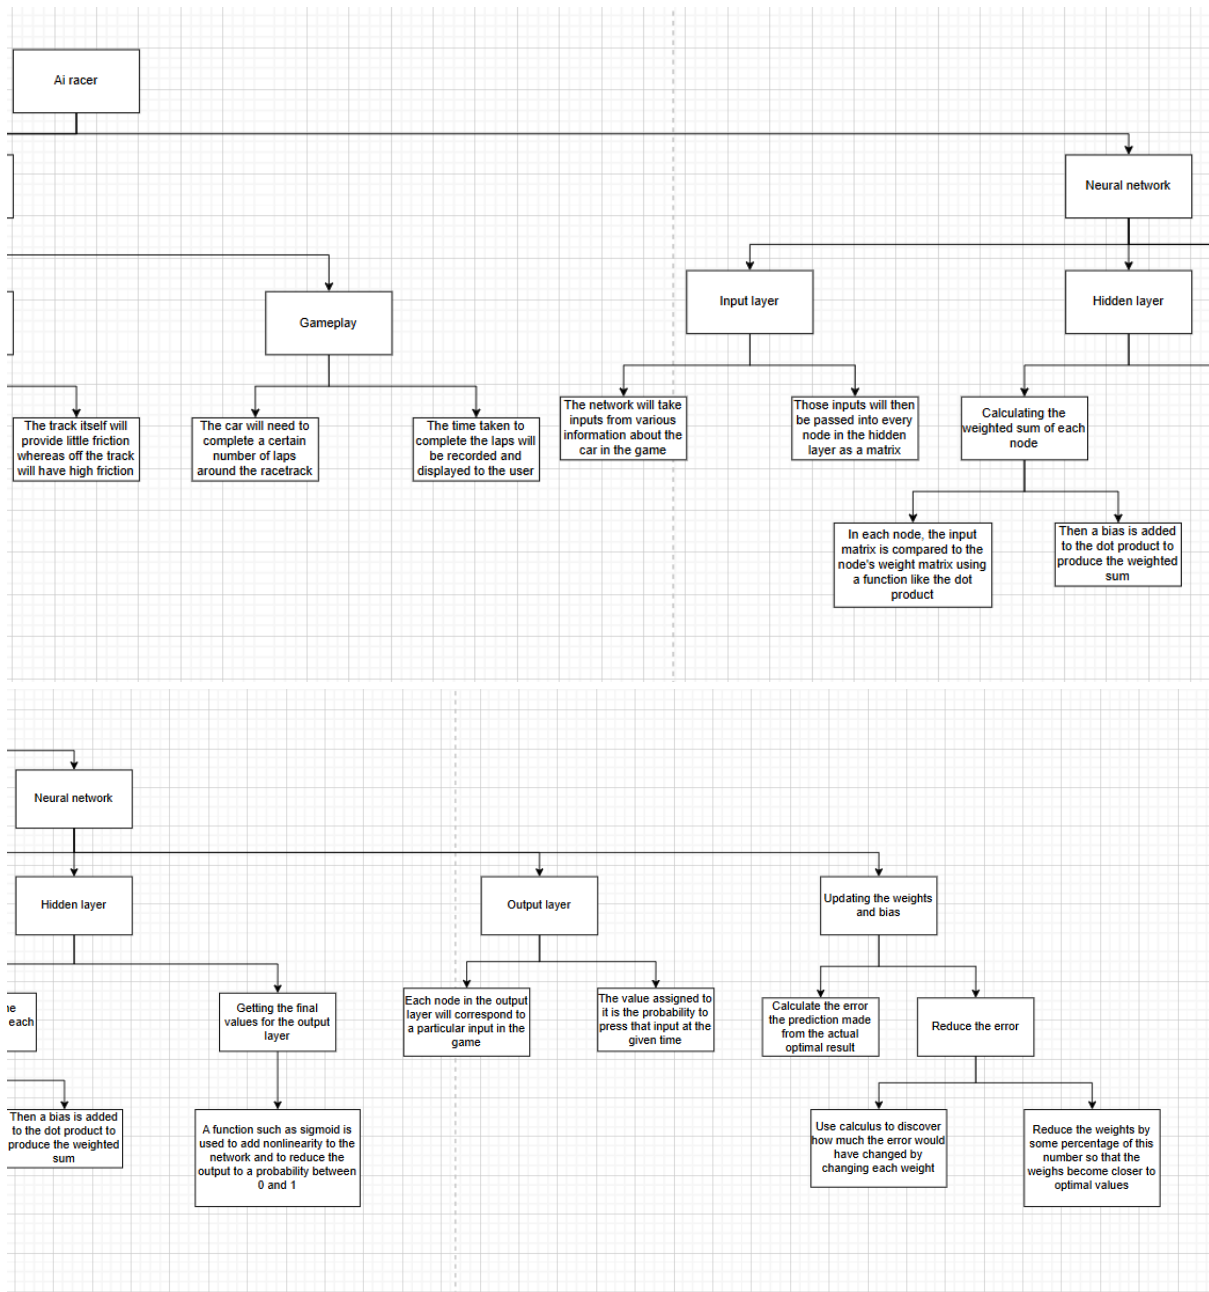 Ai racer
Neural network
Input layer
Hidden layer
Gameplay
The track itself will
provide little friction
whereas off the track
will have high friction
The car will need to
complete a certain
number of laps
around the racetrack
The time taken to
complete the laps will
be recorded and
displayed to the user
The network will take
inputs from various
information about the
car in the game
Those inputs will then
be passed into every
node in the hidden
layer as a matrix
Calculating the
weighted sum of each
node
In each node, the input
matrix is compared to the
node's weight matrix using
a function like the dot
product
Then a bias is added
to the dot product to
produce the weighted
sum
Neural network
Hidden layer
Output layer
Updating the weights
and bias
each
Getting the final
values for the output
layer
Each node in the output
layer will correspond to
a particular input in the
game
The value assigned to
it is the probability to
press that input at the
given time
Calculate the error
the prediction made
from the actual
optimal result
Reduce the error
Then a bias is added
to the dot product to
produce the weighted
sum
A function such as sigmoid is
used to add nonlinearity to the
network and to reduce the
output to a probability between
0 and 1
Use calculus to discover
how much the error would
have changed by
changing each weight
Reduce the weights by
some percentage of this
number so that the
weighs become closer to
optimal values